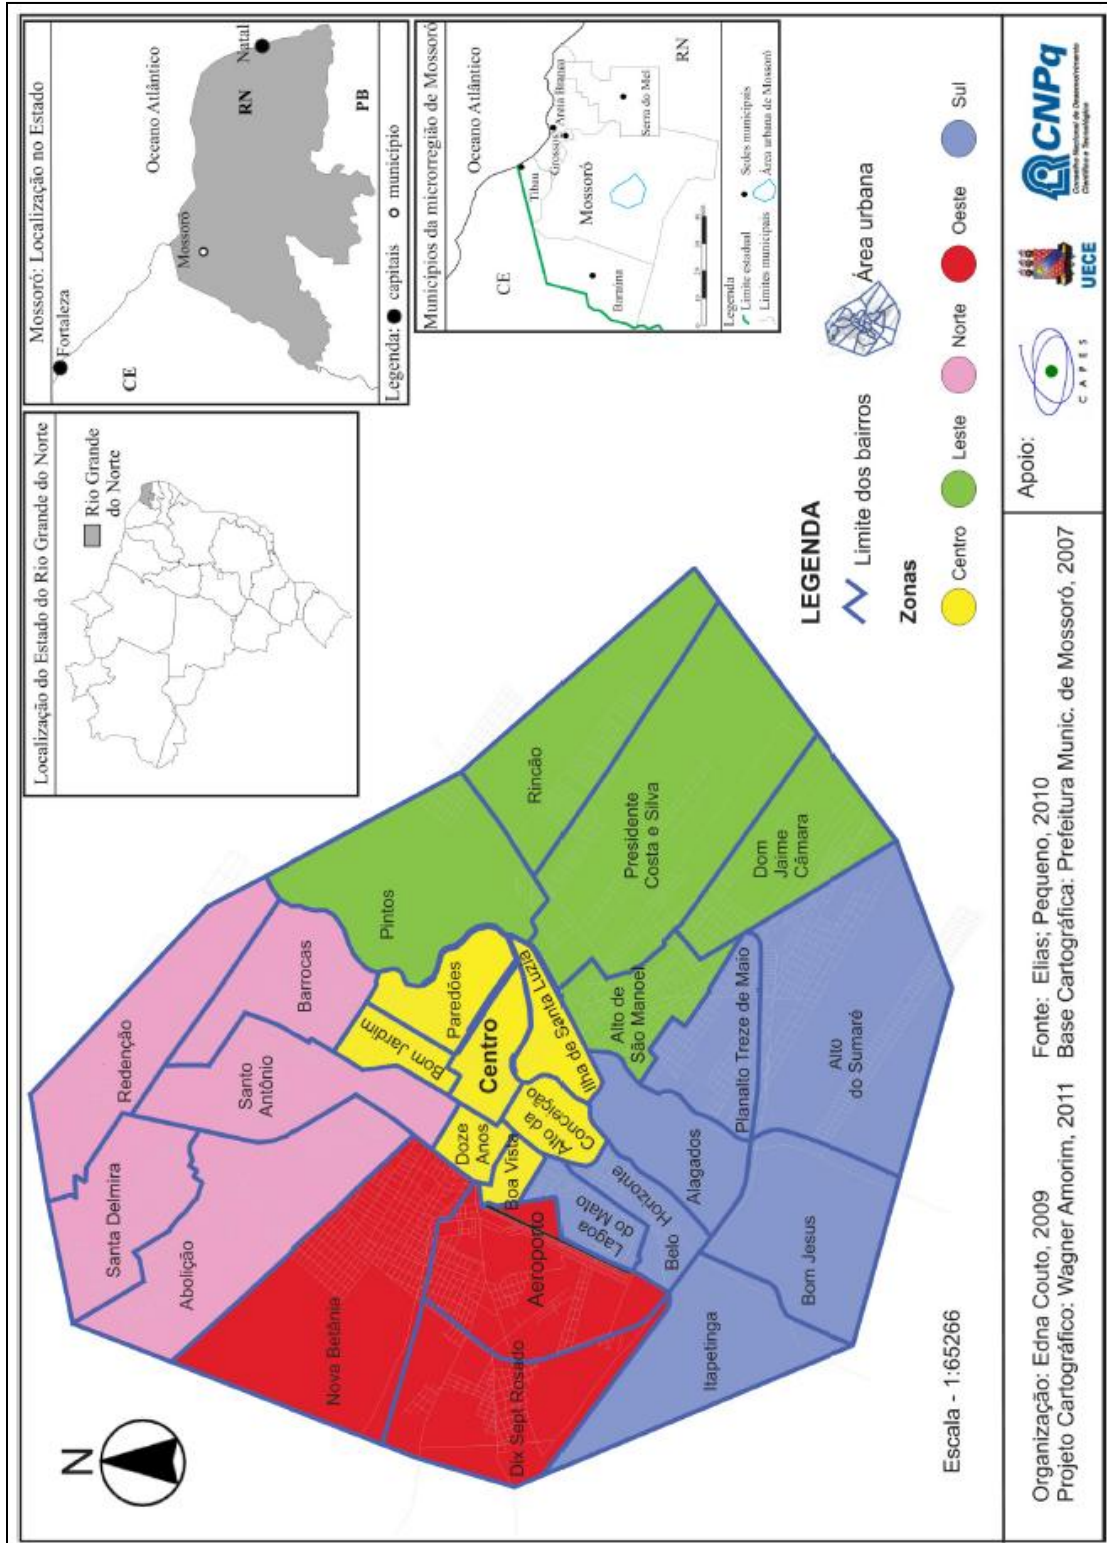 N
Localização do Estado do Rio Grande do Norte
Rio Grande
do Norte
Mossoró: Localização no Estado
Fortaleza
Oceano Atlântico
CE
Mossoró
RN
Natal
PB
Legenda: capitais município
Municípios da microrregião de Mossoró
Oceano Atlântico
CE
Tibau
Grossos
Areia Branca
Mossoró
Serra do Mel
Baraúna
RN
Legenda
Limite estadual
Limites municipais
Sedes municipais
Área urbana de Mossoró
Santa Delmira
Redenção
Abolição
Santo
Antônio
Barrocas
Pintos
Nova Betânia
Bom Jardim
Paredões
Doze
Anos
Centro
Boa Vista
Alto da
Conceição
Ilha de Santa Luzia
Rincão
Presidente
Costa e Silva
Dom
Jaime
Câmara
Alto de
São Manoel
Dix Sept Rosado
Aeroporto
Lagoa
do Mato
Belo
Horizonte
Alagados
Planalto Treze de Maio
Alto
do Sumaré
Itapetinga
Bom Jesus
LEGENDA
Limite dos bairros
Área urbana
Zonas
Centro Leste Norte Oeste Sul
Escala - 1:65266
Organização: Edna Couto, 2009
Projeto Cartográfico: Wagner Amorim, 2011
Fonte: Elias; Pequeno, 2010
Base Cartográfica: Prefeitura Munic. de Mossoró, 2007
Apoio:
CAPES
UECE
CNPq
Conselho Nacional de Desenvolvimento
Científico e Tecnológico